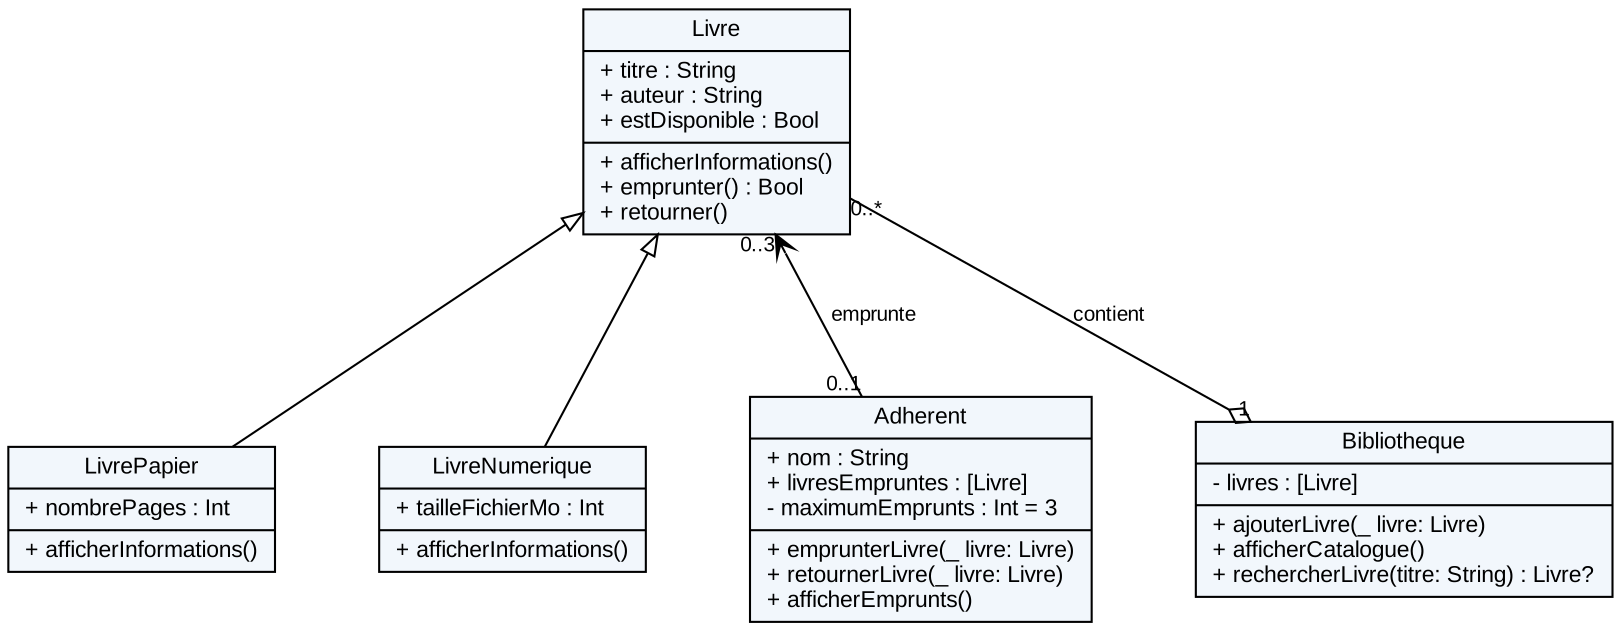 Livre
+ titre : String
+ auteur : String
+ estDisponible : Bool
+ afficherInformations()
+ emprunter() : Bool
+ retourner()
0..*
0..3
emprunte
contient
0..1
1
LivrePapier
+ nombrePages : Int
+ afficherInformations()
LivreNumerique
+ tailleFichierMo : Int
+ afficherInformations()
Adherent
+ nom : String
+ livresEmpruntes : [Livre]
- maximumEmprunts : Int = 3
+ emprunterLivre(_ livre: Livre)
+ retournerLivre(_ livre: Livre)
+ afficherEmprunts()
Bibliotheque
- livres : [Livre]
+ ajouterLivre(_ livre: Livre)
+ afficherCatalogue()
+ rechercherLivre(titre: String) : Livre?